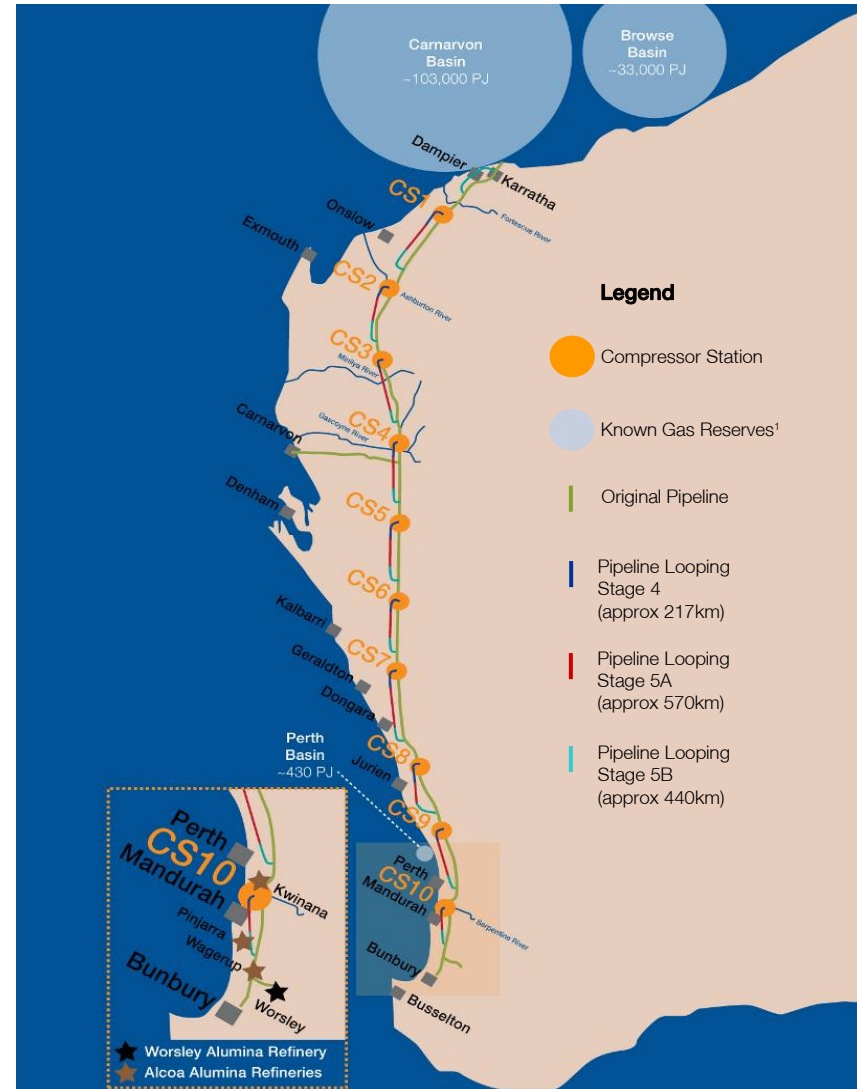 Carnarvon
Basin
~103,000 PJ
Browse
Basin
~33,000 PJ
Dampier
Karratha
CS1
Fortescue River
Onslow
Exmouth
CS2
Ashburton River
CS3
Minilya River
CS4
Gascoyne River
Carnarvon
Denham
CS5
CS6
Kalbarri
CS7
Geraldton
Dongara
Perth
Basin
~430 PJ
CS8
Jurien
CS9
Perth
CS10
Mandurah
Serpentine River
Bunbury
Busselton
Legend
Compressor Station
Known Gas Reserves¹
Original Pipeline
Pipeline Looping
Stage 4
(approx 217km)
Pipeline Looping
Stage 5A
(approx 570km)
Pipeline Looping
Stage 5B
(approx 440km)
Perth
CS10
Mandurah
Kwinana
Pinjarra
Wagerup
Bunbury
Worsley
Worsley Alumina Refinery
Alcoa Alumina Refineries